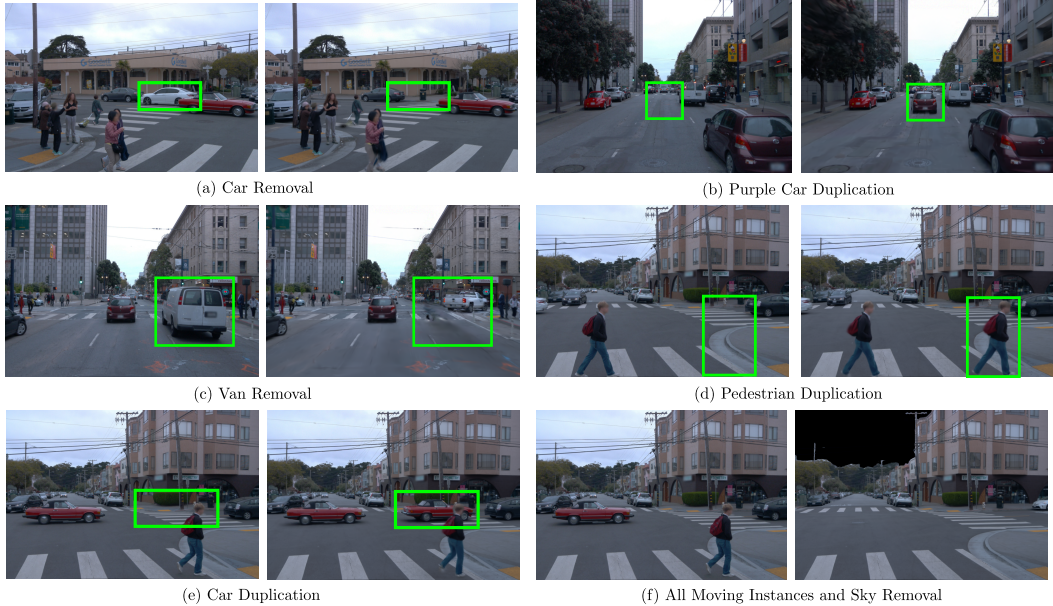 (a) Car Removal
(b) Purple Car Duplication
(c) Van Removal
(d) Pedestrian Duplication
(e) Car Duplication
(f) All Moving Instances and Sky Removal